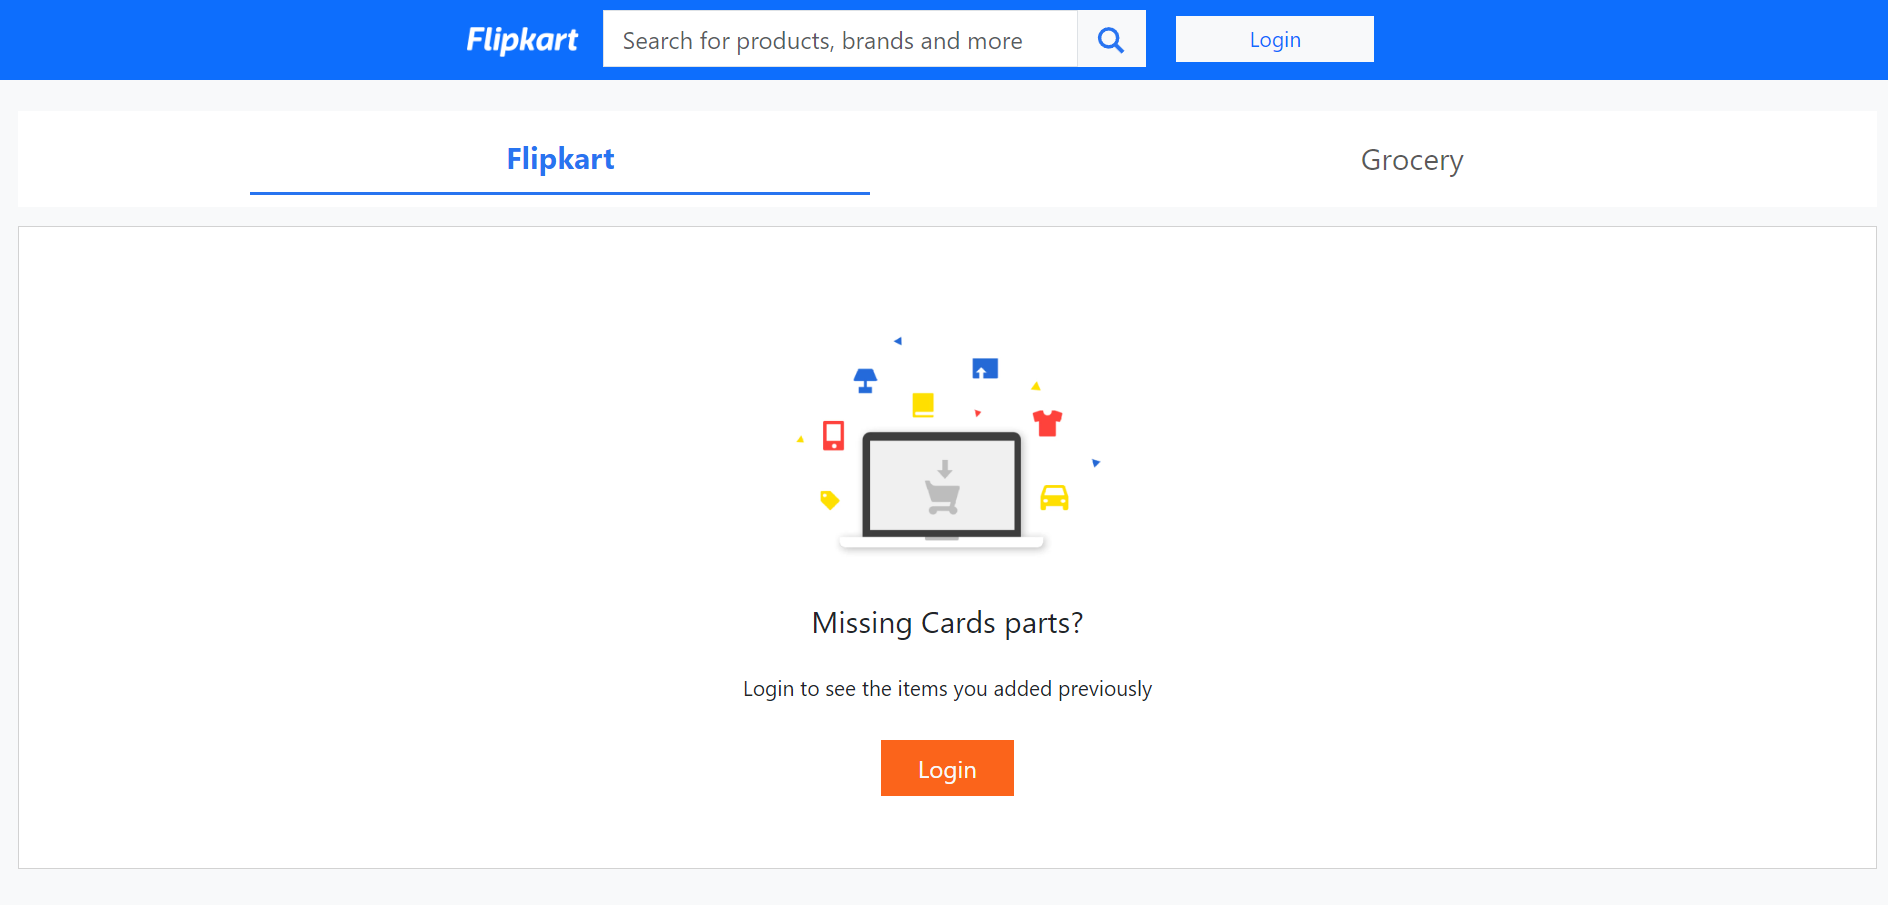 Flipkart
Search for products, brands and more
Login
Flipkart
Grocery
Missing Cards parts?
Login to see the items you added previously
Login